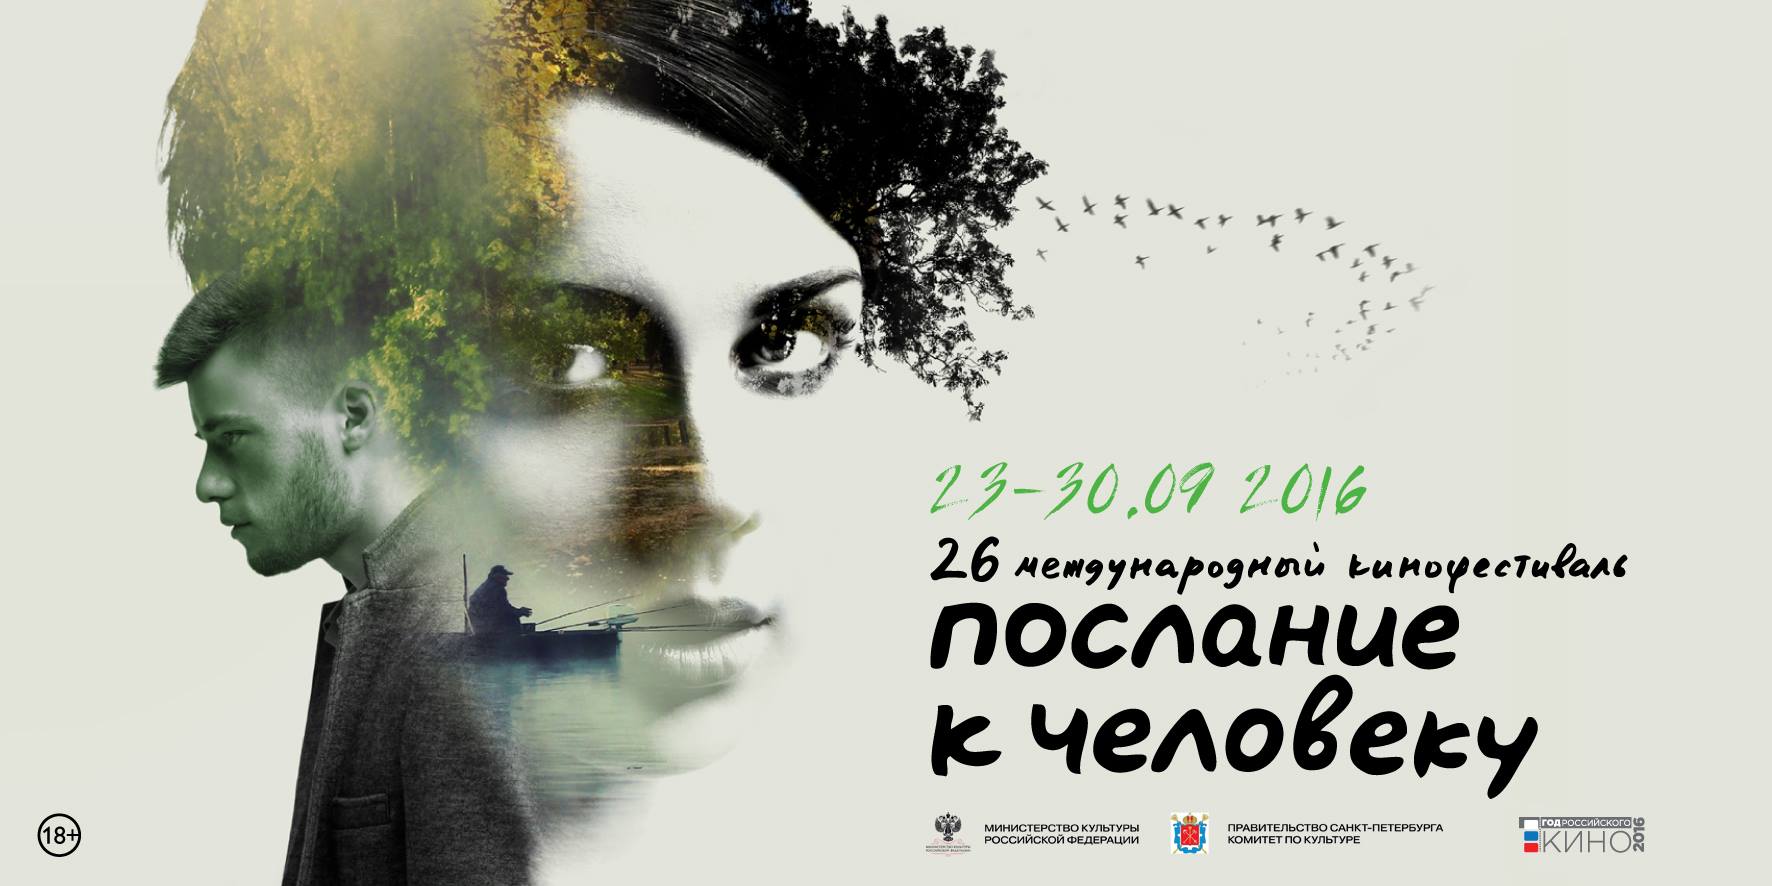 23-30.09 2016
26 международный кинофестиваль
послание
к человеку
18+
МИНИСТЕРСТВО КУЛЬТУРЫ
РОССИЙСКОЙ ФЕДЕРАЦИИ
ПРАВИТЕЛЬСТВО САНКТ-ПЕТЕРБУРГА
КОМИТЕТ ПО КУЛЬТУРЕ
ГОД РОССИЙСКОГО
КИНО 2016